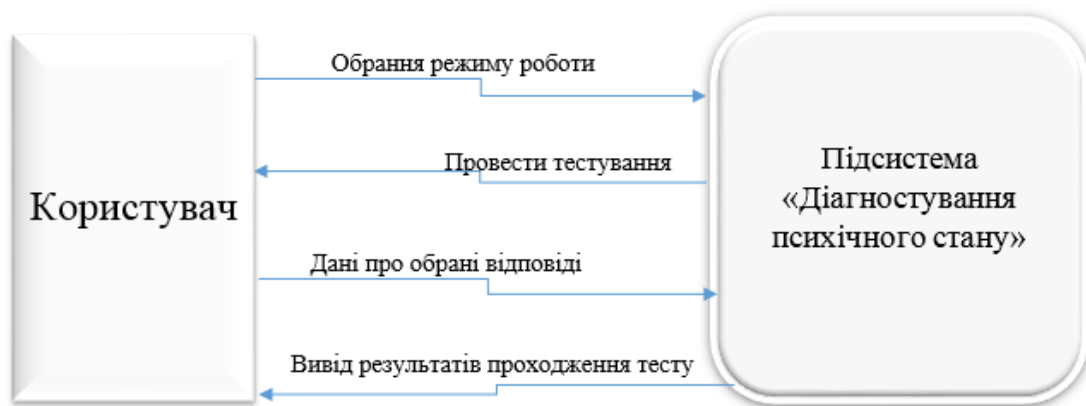 Обрання режиму роботи
Провести тестування
Користувач
Дані про обрані відповіді
Вивід результатів проходження тесту
Підсистема
«Діагностування
психічного стану»